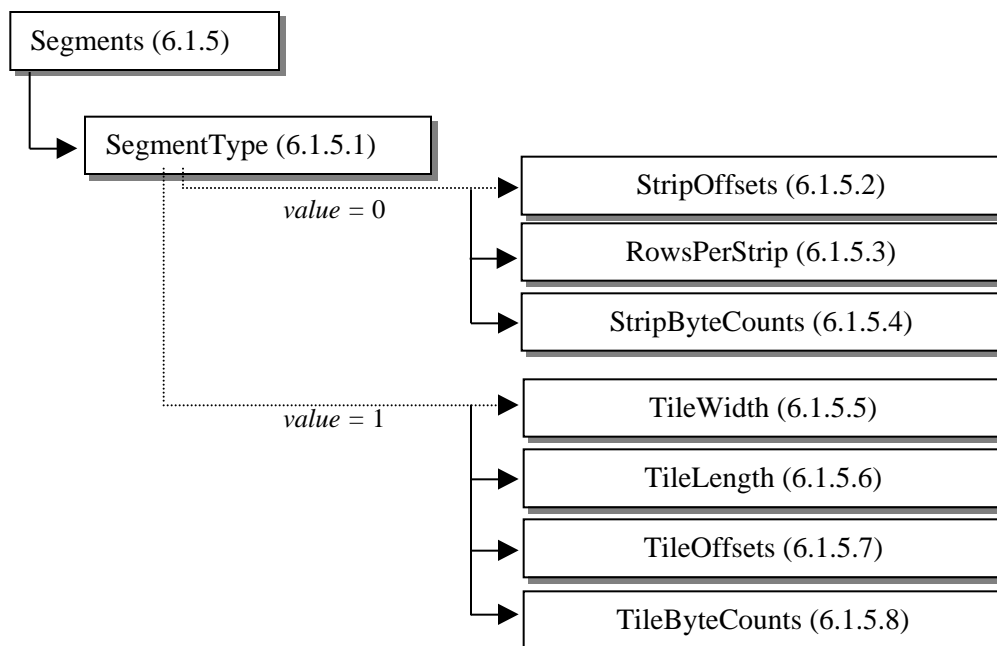 Segments (6.1.5)
SegmentType (6.1.5.1)
value = 0
StripOffsets (6.1.5.2)
RowsPerStrip (6.1.5.3)
StripByteCounts (6.1.5.4)
value = 1
TileWidth (6.1.5.5)
TileLength (6.1.5.6)
TileOffsets (6.1.5.7)
TileByteCounts (6.1.5.8)